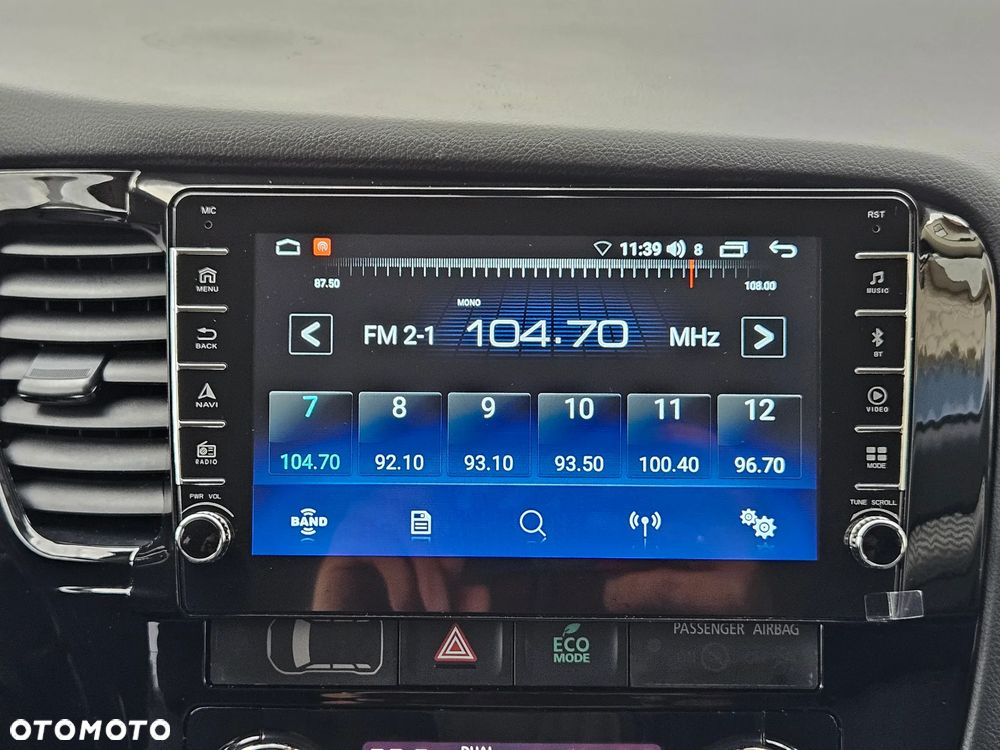 MIC
RST
11:39 8
87.50
108.00
MENU
MUSIC
MONO
FM 2-1 104.70 MHz
BACK
BT
NAVI
VIDEO
7 8 9 10 11 12
104.70 92.10 93.10 93.50 100.40 96.70
RADIO
MODE
PWR VOL
TUNE SCROLL
BAND
PASSENGER AIRBAG
ECO
MODE
OTOMOTO